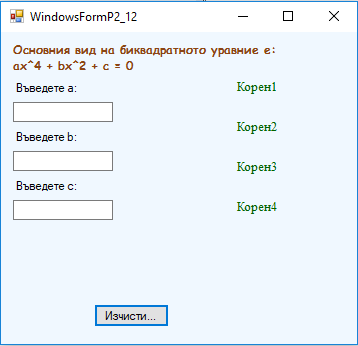 WindowsFormP2_12
Основния вид на биквадратното уравние е:
ax^4 + bx^2 + c = 0
Въведете a:
Корен1
Корен2
Въведете b:
Корен3
Въведете c:
Корен4
Изчисти...